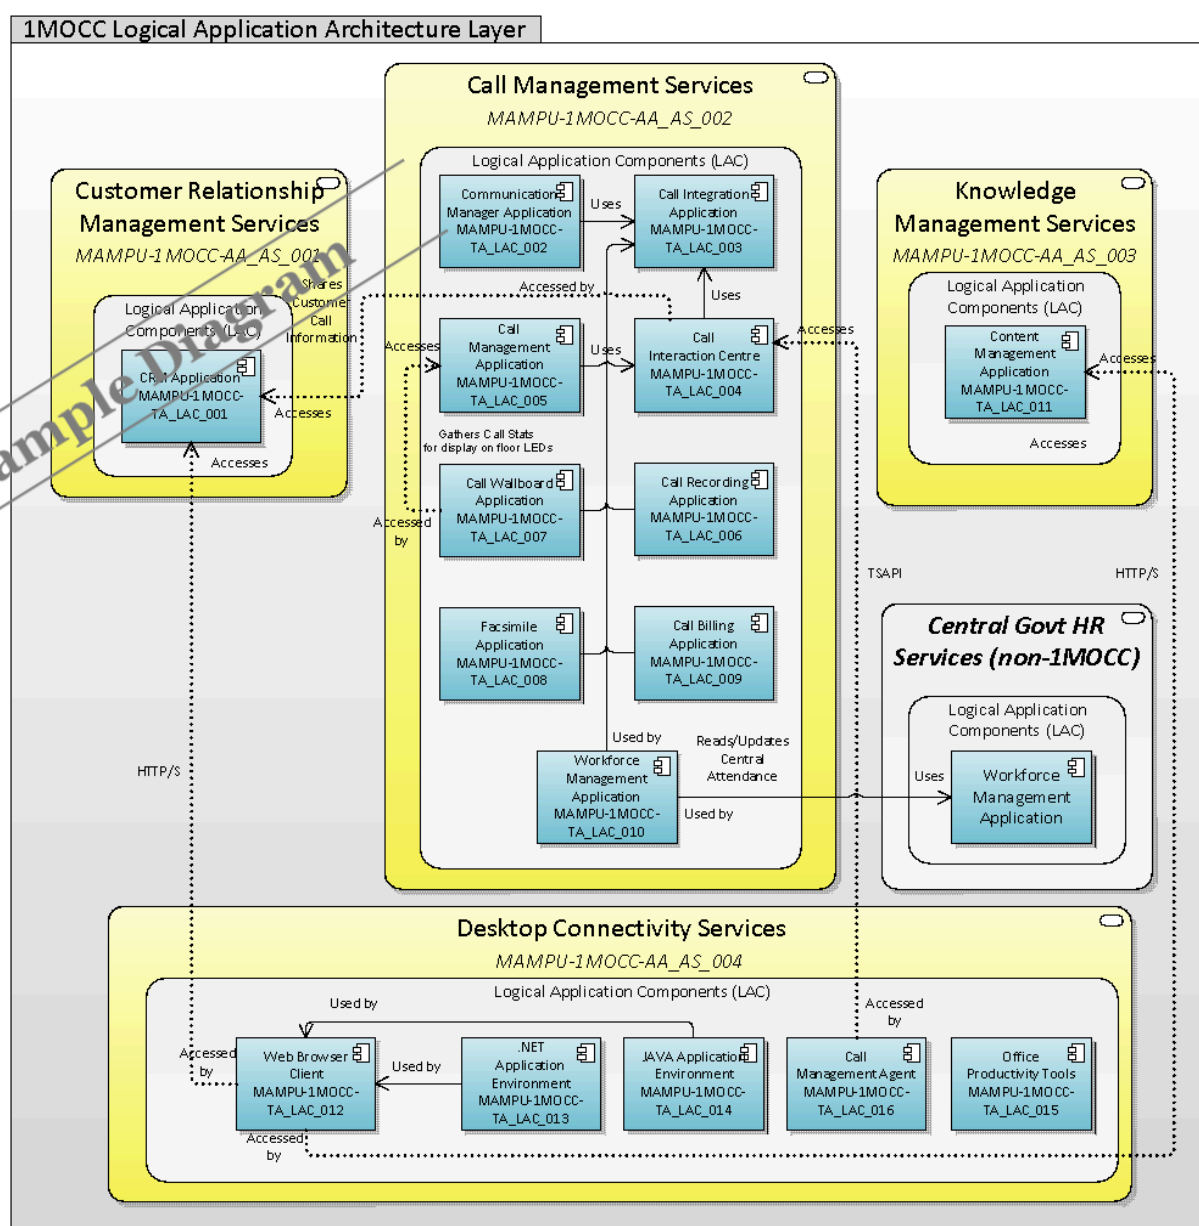 1MOCC Logical Application Architecture Layer
Call Management Services
MAMPU-1MOCC-AA_AS_002
Logical Application Components (LAC)
Communication
Manager Application
MAMPU-1MOCC-
TA_LAC_002
Uses
Call Integration
Application
MAMPU-1MOCC-
TA_LAC_003
Accessed by
Uses
Accesses
Call
Management
Application
MAMPU-1MOCC-
TA_LAC_005
Uses
Call
Interaction Centre
MAMPU-1MOCC-
TA_LAC_004
Accesses
Gathers Call Stats
for display on floor LEDs
Call Wallboard
Application
MAMPU-1MOCC-
TA_LAC_007
Accessed
by
Call Recording
Application
MAMPU-1MOCC-
TA_LAC_006
Facsimile
Application
MAMPU-1MOCC-
TA_LAC_008
Call Billing
Application
MAMPU-1MOCC-
TA_LAC_009
Used by
Workforce
Management
Application
MAMPU-1MOCC-
TA_LAC_010
Reads/Updates
Central
Attendance
Used by
Customer Relationship
Management Services
MAMPU-1MOCC-AA_AS_001
Shares
Customer
Call
Information
Logical Application
Components (LAC)
CRM Application
MAMPU-1MOCC-
TA_LAC_001
Accesses
Accesses
ample Diagram
Knowledge
Management Services
MAMPU-1MOCC-AA_AS_003
Logical Application
Components (LAC)
Content
Management
Application
MAMPU-1MOCC-
TA_LAC_011
Accesses
Accesses
TSAPI
HTTP/S
Central Govt HR
Services (non-1MOCC)
Logical Application
Components (LAC)
Uses
Workforce
Management
Application
HTTP/S
Desktop Connectivity Services
MAMPU-1MOCC-AA_AS_004
Logical Application Components (LAC)
Used by
Accessed
by
Accessed
by
Web Browser
Client
MAMPU-1MOCC-
TA_LAC_012
Accessed
by
Used by
.NET
Application
Environment
MAMPU-1MOCC-
TA_LAC_013
JAVA Application
Environment
MAMPU-1MOCC-
TA_LAC_014
Call
Management Agent
MAMPU-1MOCC-
TA_LAC_016
Office
Productivity Tools
MAMPU-1MOCC-
TA_LAC_015